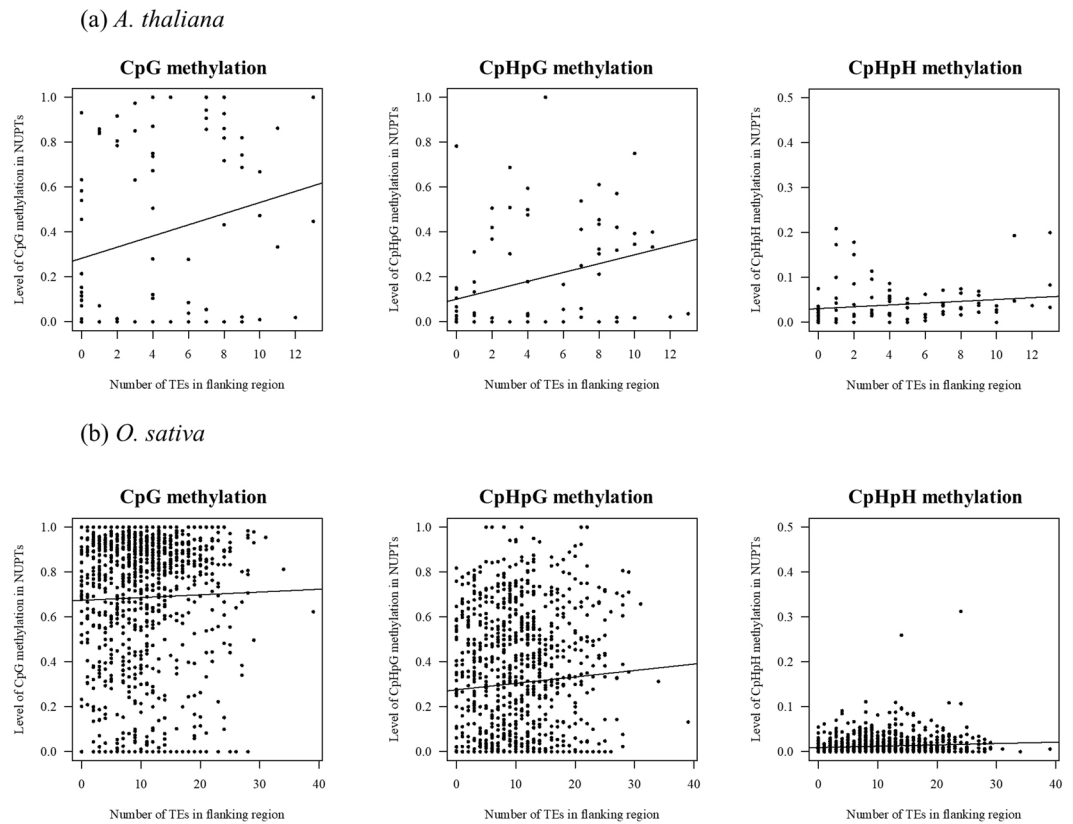 (a) A. thaliana
CpG methylation
CpHpG methylation
CpHpH methylation
Level of CpG methylation in NUPTs
1.0
0.8
0.6
0.4
0.2
0.0
0 2 4 6 8 10 12
Number of TEs in flanking region
Level of CpHpG methylation in NUPTs
1.0
0.8
0.6
0.4
0.2
0.0
0 2 4 6 8 10 12
Number of TEs in flanking region
Level of CpHpH methylation in NUPTs
0.5
0.4
0.3
0.2
0.1
0.0
0 2 4 6 8 10 12
Number of TEs in flanking region
(b) O. sativa
CpG methylation
CpHpG methylation
CpHpH methylation
Level of CpG methylation in NUPTs
1.0
0.8
0.6
0.4
0.2
0.0
0 10 20 30 40
Number of TEs in flanking region
Level of CpHpG methylation in NUPTs
1.0
0.8
0.6
0.4
0.2
0.0
0 10 20 30 40
Number of TEs in flanking region
Level of CpHpH methylation in NUPTs
0.5
0.4
0.3
0.2
0.1
0.0
0 10 20 30 40
Number of TEs in flanking region